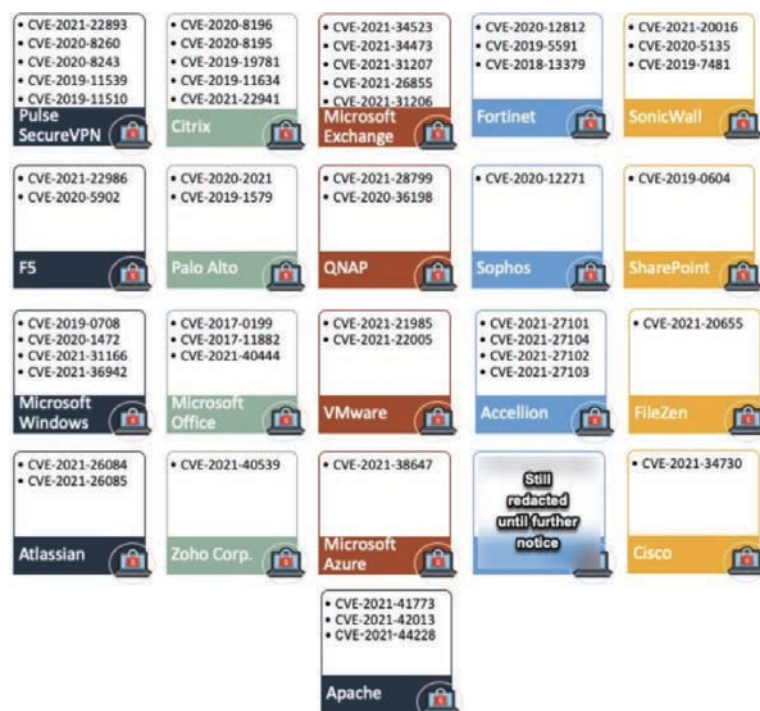 • CVE-2021-22893
• CVE-2020-8260
• CVE-2020-8243
• CVE-2019-11539
• CVE-2019-11510
Pulse
SecureVPN
• CVE-2020-8196
• CVE-2020-8195
• CVE-2019-19781
• CVE-2019-11634
• CVE-2021-22941
Citrix
• CVE-2021-34523
• CVE-2021-34473
• CVE-2021-31207
• CVE-2021-26855
• CVE-2021-31206
Microsoft
Exchange
• CVE-2020-12812
• CVE-2019-5591
• CVE-2018-13379
Fortinet
• CVE-2021-20016
• CVE-2020-5135
• CVE-2019-7481
SonicWall
• CVE-2021-22986
• CVE-2020-5902
F5
• CVE-2020-2021
• CVE-2019-1579
Palo Alto
• CVE-2021-28799
• CVE-2020-36198
QNAP
• CVE-2020-12271
Sophos
• CVE-2019-0604
SharePoint
• CVE-2019-0708
• CVE-2020-1472
• CVE-2021-31166
• CVE-2021-36942
Microsoft
Windows
• CVE-2017-0199
• CVE-2017-11882
• CVE-2021-40444
Microsoft
Office
• CVE-2021-21985
• CVE-2021-22005
VMware
• CVE-2021-27101
• CVE-2021-27104
• CVE-2021-27102
• CVE-2021-27103
Accellion
• CVE-2021-20655
FileZen
• CVE-2021-26084
• CVE-2021-26085
Atlassian
• CVE-2021-40539
Zoho Corp.
• CVE-2021-38647
Microsoft
Azure
Still
redacted
until further
notice
• CVE-2021-34730
Cisco
• CVE-2021-41773
• CVE-2021-42013
• CVE-2021-44228
Apache